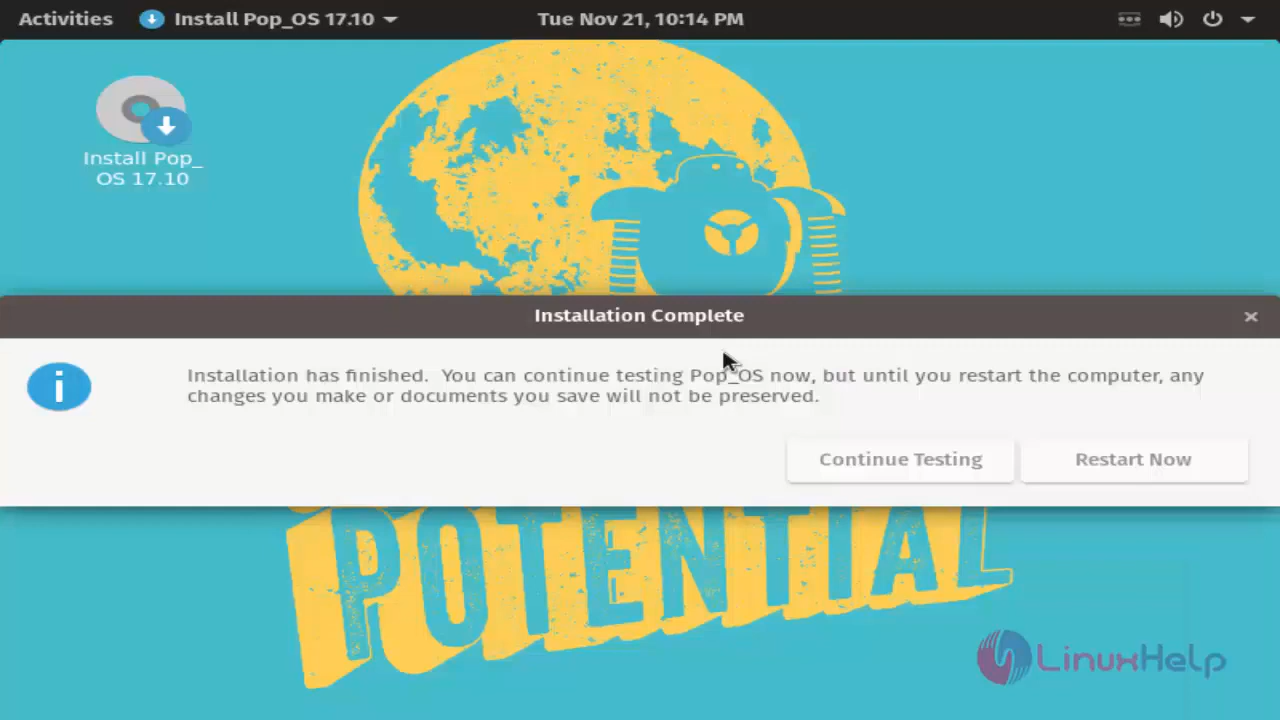 Activities
Install Pop_OS 17.10
Tue Nov 21, 10:14 PM
Install Pop_
OS 17.10
Installation Complete
Installation has finished.  You can continue testing Pop_OS now, but until you restart the computer, any
changes you make or documents you save will not be preserved.
Continue Testing
Restart Now
POTENTIAL
LinuxHelp